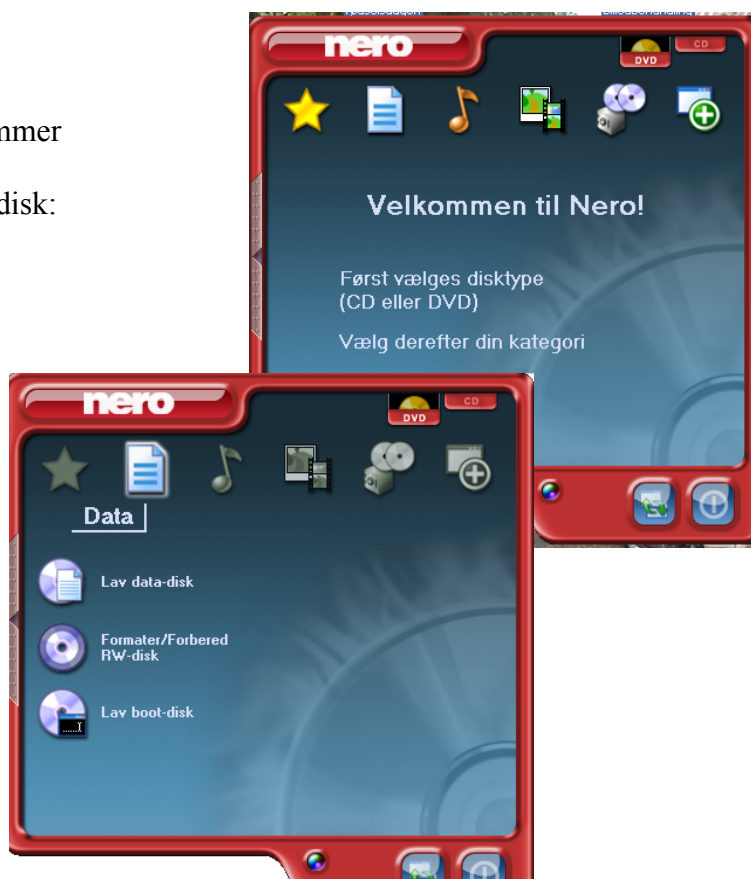 nero
DVD
CD
mmer
disk:
Velkommen til Nero!
Først vælges disktype
(CD eller DVD)
Vælg derefter din kategori
nero
DVD
CD
Data
Lav data-disk
Formater/Forbered
RW-disk
Lav boot-disk